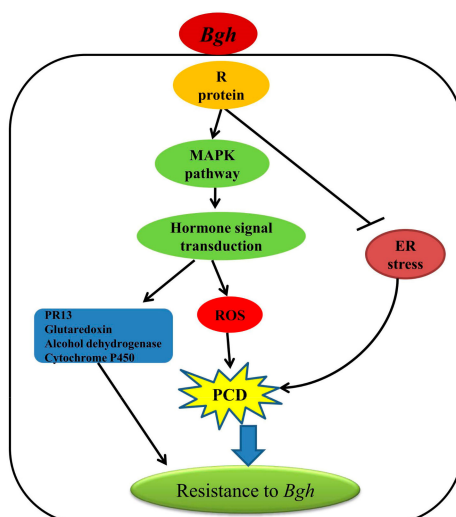 Bgh
R
protein
MAPK
pathway
Hormone signal
transduction
ER
stress
PR13
Glutaredoxin
Alcohol dehydrogenase
Cytochrome P450
ROS
PCD
Resistance to Bgh